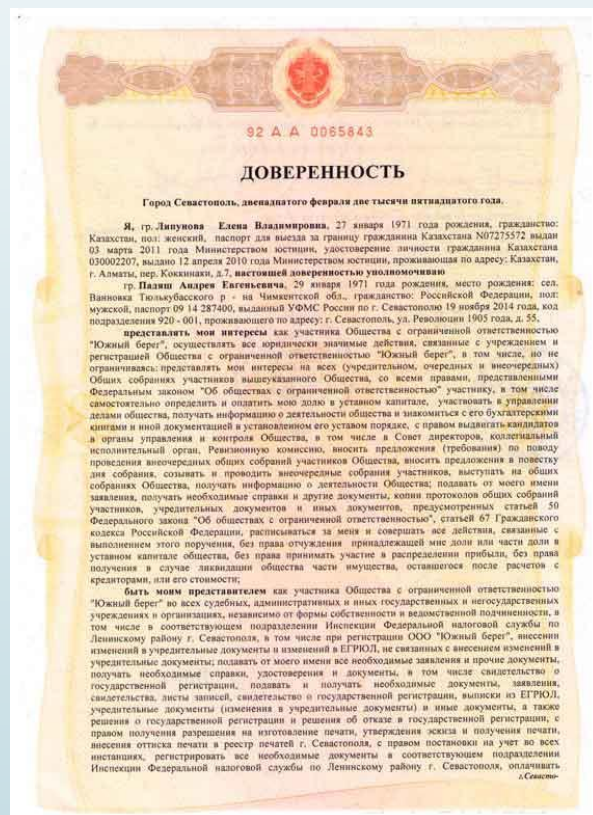 92 А А 0065843
ДОВЕРЕННОСТЬ
Город Севастополь, двенадцатого февраля две тысячи пятнадцатого года.
Я, гр. Липунова Елена Владимировна, 27 января 1971 года рождения, гражданство:
Казахстан, пол: женский, паспорт для выезда за границу гражданина Казахстана N07275572 выдан
03 марта 2011 года Министерством юстиции, удостоверение личности гражданина Казахстана
030002207, выдано 12 апреля 2010 года Министерством юстиции, проживающая по адресу: Казахстан,
г. Алматы, пер. Коккинаки, д.7, настоящей доверенностью уполномочиваю
гр. Падяш Андрея Евгеньевича, 29 января 1971 года рождения, место рождения: сел.
Ванновка Тюлькубасского р - на Чимкентской обл., гражданство: Российской Федерации, пол:
мужской, паспорт 09 14 287400, выданный УФМС России по г. Севастополю 19 ноября 2014 года, код
подразделения 920 - 001, проживающего по адресу: г. Севастополь, ул. Революции 1905 года, д. 55,
представлять мои интересы как участника Общества с ограниченной ответственностью
"Южный берег", осуществлять все юридически значимые действия, связанные с учреждением и
регистрацией Общества с ограниченной ответственностью "Южный берег", в том числе, но не
ограничиваясь: представлять мои интересы на всех (учредительном, очередных и внеочередных)
Общих собраниях участников вышеуказанного Общества, со всеми правами, представленными
Федеральным законом "Об обществах с ограниченной ответственностью" участнику, в том числе
самостоятельно определить и оплатить мою долю в уставном капитале, участвовать в управлении
делами общества, получать информацию о деятельности общества и знакомиться с его бухгалтерскими
книгами и иной документацией в установленном его уставом порядке, с правом выдвигать кандидатов
в органы управления и контроля Общества, в том числе в Совет директоров, коллегиальный
исполнительный орган, Ревизионную комиссию, вносить предложения (требования) по поводу
проведения внеочередных общих собраний участников Общества, вносить предложения в повестку
дня собрания, созывать и проводить внеочередные собрания участников, выступать на общих
собраниях Общества, получать информацию о деятельности Общества; подавать от моего имени
заявления, получать необходимые справки и другие документы, копии протоколов общих собраний
участников, учредительных документов и иных документов, предусмотренных статьей 50
Федерального закона "Об обществах с ограниченной ответственностью", статьей 67 Гражданского
кодекса Российской Федерации, расписываться за меня и совершать все действия, связанные с
выполнением этого поручения, без права отчуждения принадлежащей мне доли или части доли в
уставном капитале общества, без права принимать участие в распределении прибыли, без права
получения в случае ликвидации общества части имущества, оставшегося после расчетов с
кредиторами, или его стоимости;
быть моим представителем как участника Общества с ограниченной ответственностью
"Южный берег" во всех судебных, административных и иных государственных и негосударственных
учреждениях и организациях, независимо от формы собственности и ведомственной подчиненности, в
том числе в соответствующем подразделении Инспекции Федеральной налоговой службы по
Ленинскому району г. Севастополя, в том числе при регистрации ООО "Южный берег", внесении
изменений в учредительные документы и изменений в ЕГРЮЛ, не связанных с внесением изменений в
учредительные документы; подавать от моего имени все необходимые заявления и прочие документы,
получать необходимые справки, удостоверения и документы, в том числе свидетельство о
государственной регистрации, подавать и получать необходимые документы, заявления,
свидетельства, листы записей, свидетельство о государственной регистрации, выписки из ЕГРЮЛ,
учредительные документы (изменения в учредительные документы) и иные документы, а также
решения о государственной регистрации и решения об отказе в государственной регистрации, с
правом получения разрешения на изготовление печати, утверждения эскиза и получения печати,
внесения оттиска печати в реестр печатей г. Севастополя, с правом постановки на учет во всех
инстанциях, регистрировать все необходимые документы в соответствующем подразделении
Инспекции Федеральной налоговой службы по Ленинскому району г. Севастополя, оплачивать
г.Севасто-